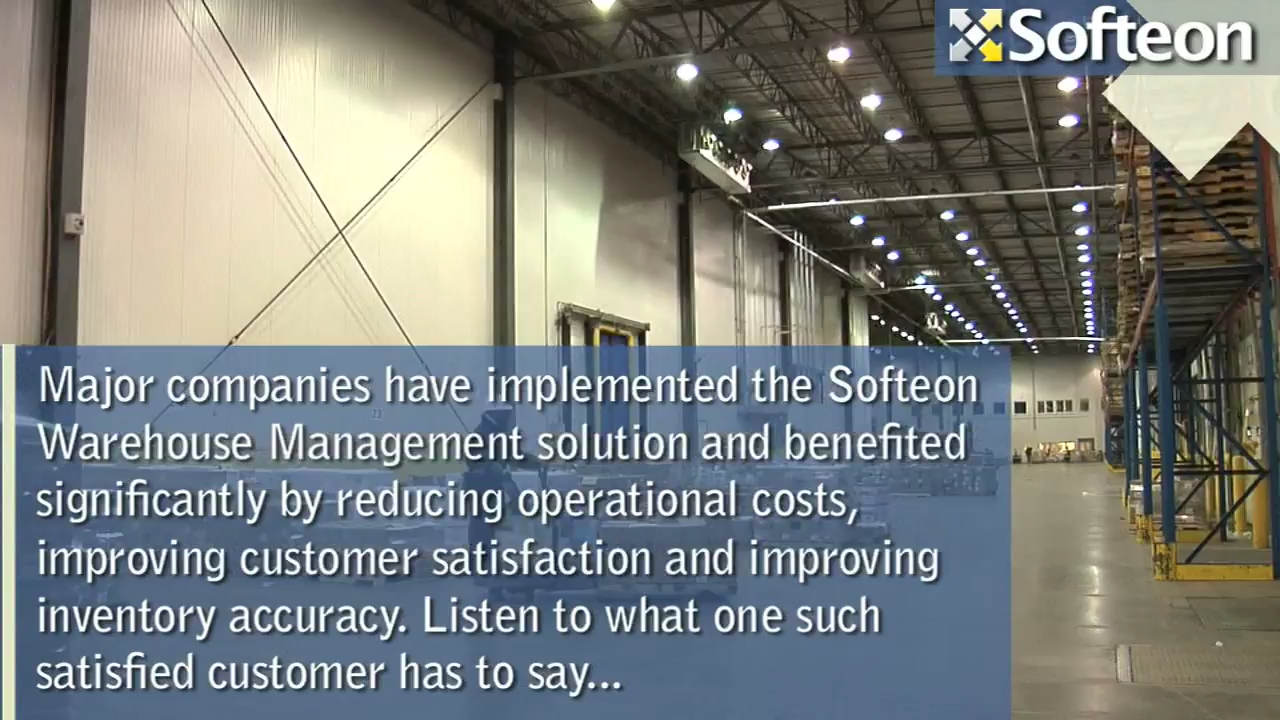 Softeon
Major companies have implemented the Softeon
Warehouse Management solution and benefited
significantly by reducing operational costs,
improving customer satisfaction and improving
inventory accuracy. Listen to what one such
satisfied customer has to say...